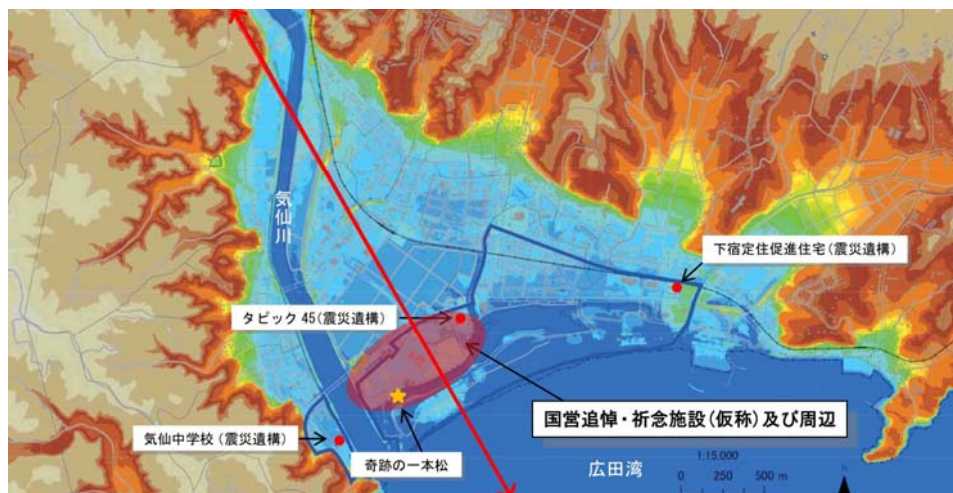 気仙川
下宿定住促進住宅(震災遺構)
タピック 45(震災遺構)
国営追悼・祈念施設(仮称)及び周辺
気仙中学校(震災遺構)
奇跡の一本松
広田湾
1:15,000
0 250 500 m
N